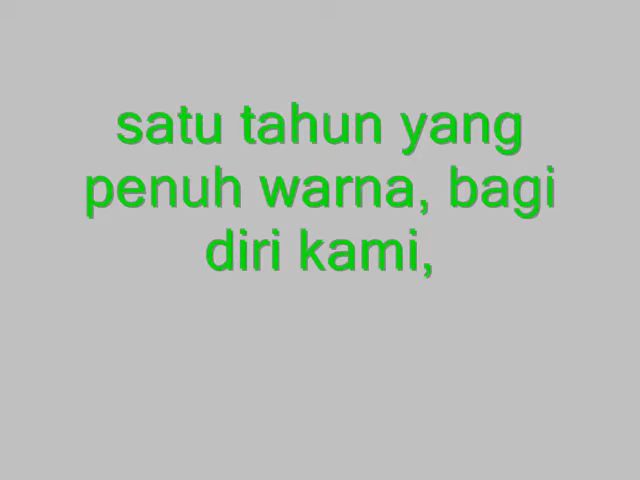 satu tahun yang
penuh warna, bagi
diri kami,